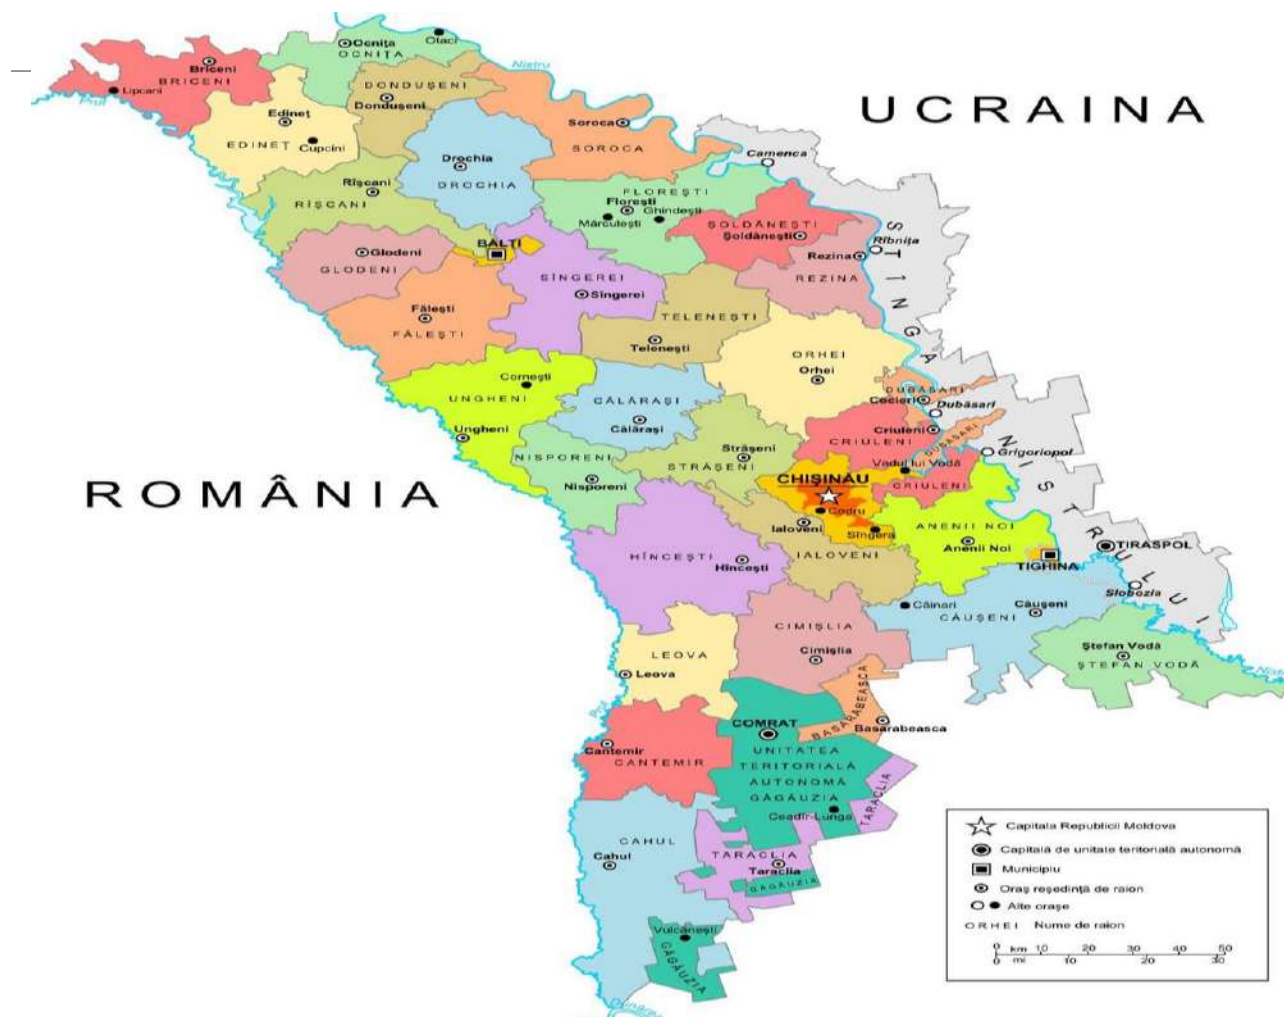 Ocnița
Otaci
OCNIȚA
Briceni
BRICENI
Lipcani
Prut
Nistru
DONDUȘENI
Dondușeni
Edineț
EDINEȚ
Cupcini
Soroca
SOROCA
UCRAINA
Drochia
DROCHIA
Camenca
Rîșcani
RÎȘCANI
FLOREȘTI
Florești
Ghindești
Mărculești
ȘOLDĂNEȘTI
Șoldănești
Rîbnița
Rezina
REZINA
STÎNGA NISTRULUI
BĂLȚI
Glodeni
GLODENI
SÎNGEREI
Sîngerei
Fălești
FĂLEȘTI
TELENEȘTI
Telenești
ORHEI
Orhei
Cornești
UNGHENI
Ungheni
CĂLĂRAȘI
Călărași
DUBĂSARI
Cocieri
Dubăsari
Criuleni
CRIULENI
DUBĂSARI
Grigoriopol
Strășeni
STRĂȘENI
Vadul lui Vodă
CRIULENI
NISPORENI
Nisporeni
ROMÂNIA
CHIȘINĂU
Codru
Ialoveni
Sîngera
IALOVENI
ANENII NOI
Anenii Noi
TIGHINA
TIRASPOL
Slobozia
HÎNCEȘTI
Hîncești
Căinari
Căușeni
CĂUȘENI
CIMIȘLIA
Cimișlia
Ștefan Vodă
ȘTEFAN VODĂ
LEOVA
Leova
Prut
BASARABEASCA
Basarabeasca
COMRAT
UNITATEA
TERITORIALĂ
AUTONOMĂ
GĂGĂUZIA
Ceadîr-Lunga
TARACLIA
Cantemir
CANTEMIR
CAHUL
Cahul
TARACLIA
Taraclia
GĂGĂUZIA
Vulcănești
GĂGĂUZIA
Capitala Republicii Moldova
Capitală de unitate teritorială autonomă
Municipiu
Oraș reședință de raion
Alte orașe
ORHEI Nume de raion
0 km 10 20 30 40 50
0 mi 10 20 30